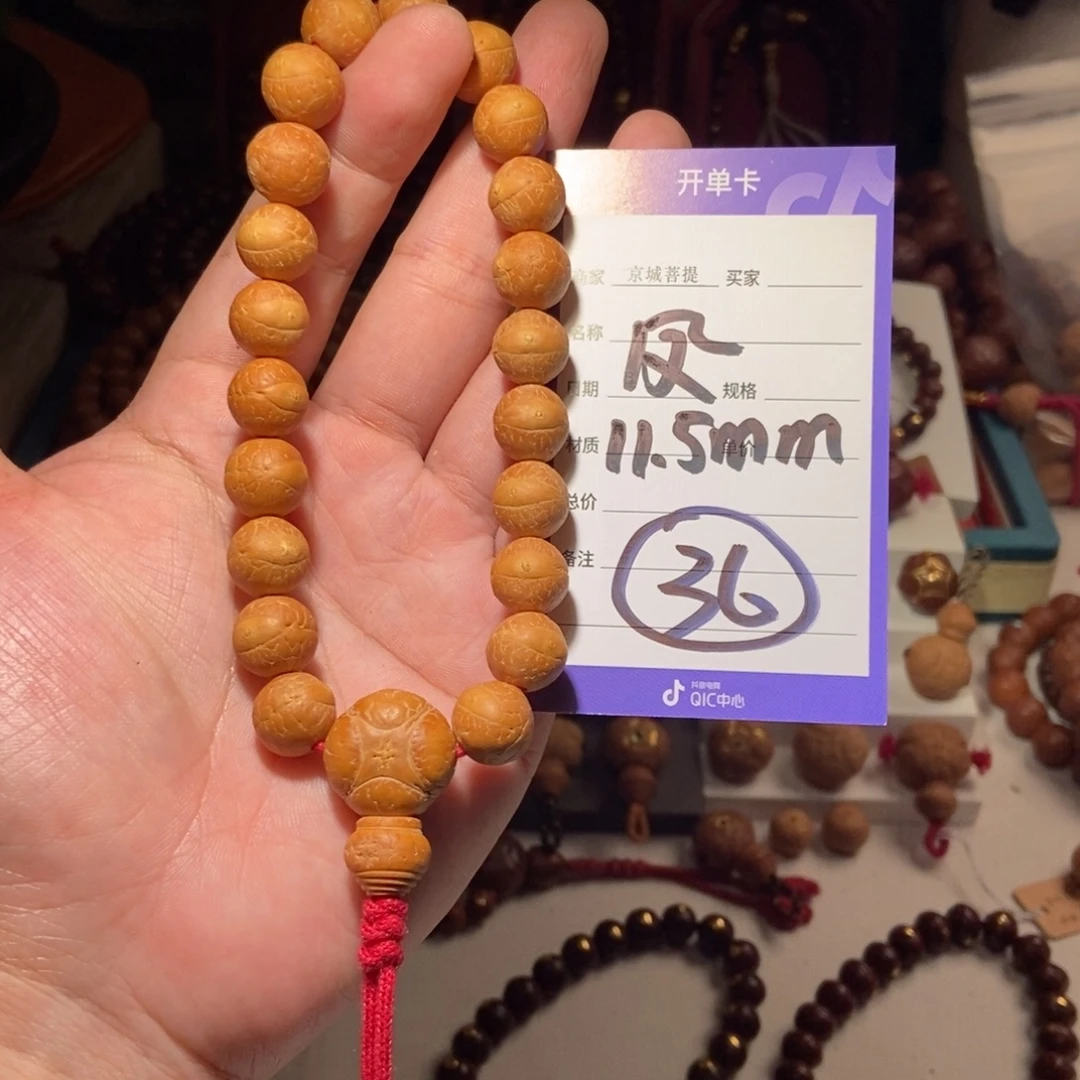 开单卡
商家 京城菩提 买家
名称
凤
日期 规格
材质 11.5mm 单价
总价
备注
36
抖音电商
QIC中心